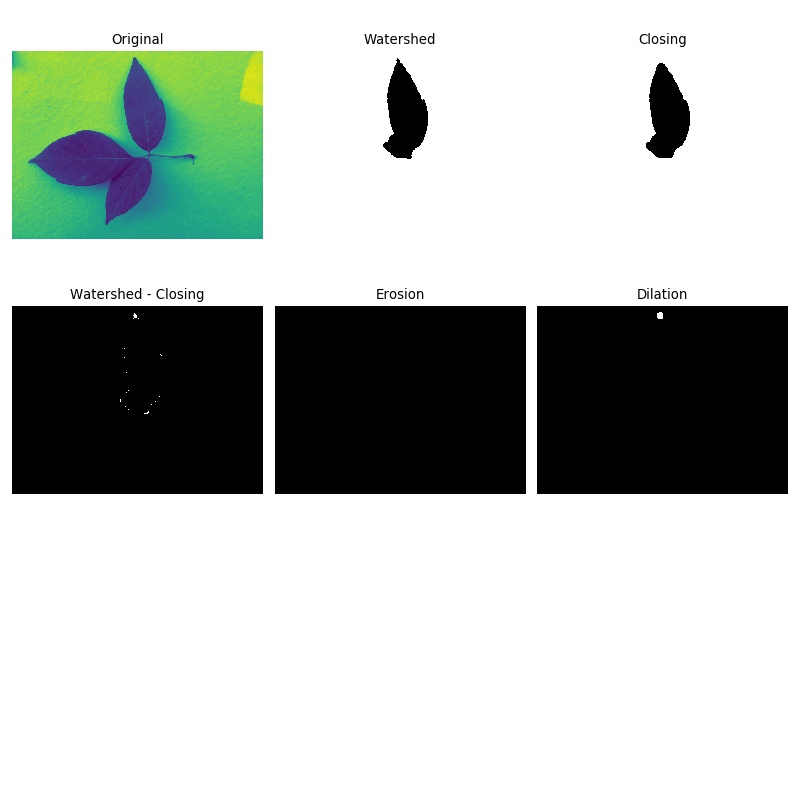 Original
Watershed
Closing
Watershed - Closing
Erosion
Dilation